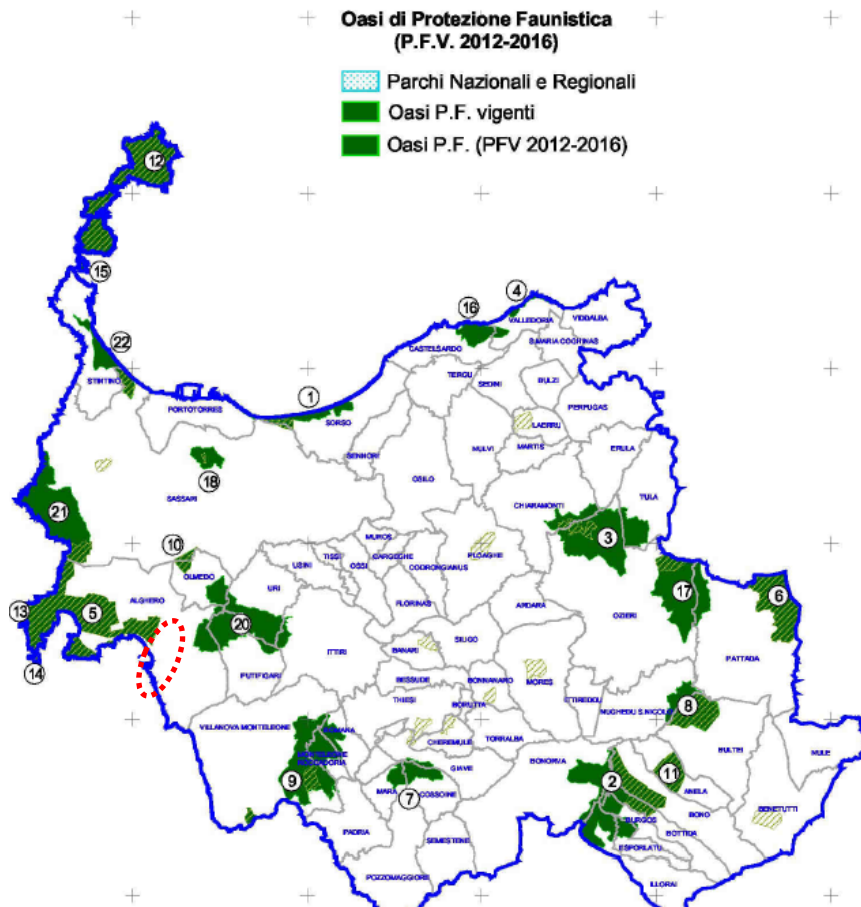 Oasi di Protezione Faunistica
(P.F.V. 2012-2016)
Parchi Nazionali e Regionali
Oasi P.F. vigenti
Oasi P.F. (PFV 2012-2016)
12
15
4
16
VALLEDORIA
VIDDALBA
22
CASTELSARDO
S.MARIA COGHINAS
TERGU
SEDINI
BULZI
STINTINO
1
PORTOTORRES
SORSO
PERFUGAS
LAERRU
SENNORI
NULVI
MARTIS
ERULA
18
OSILO
SASSARI
CHIARAMONTI
TULA
21
MUROS
3
10
TISSI
CARGEGHE
PLOAGHE
USINI
OSSI
CODRONGIANUS
OLMEDO
URI
17
6
13
ALGHERO
5
FLORINAS
ARDARA
OZIERI
20
SILIGO
ITTIRI
BANARI
PATTADA
14
PUTIFIGARI
BESSUDE
BONNANARO
MORES
THIESI
BORUTTA
ITTIREDDU
NUGHEDU S.NICOLO'
8
VILLANOVA MONTELEONE
ROMANA
CHEREMULE
TORRALBA
BULTEI
NULE
MONTELEONE
ROCCADORIA
GIAVE
BONORVA
9
2
11
ANELA
MARA
7
COSSOINE
BONO
BENETUTTI
BURGOS
PADRIA
BOTTIDA
SEMESTENE
ESPORLATU
POZZOMAGGIORE
ILLORAI